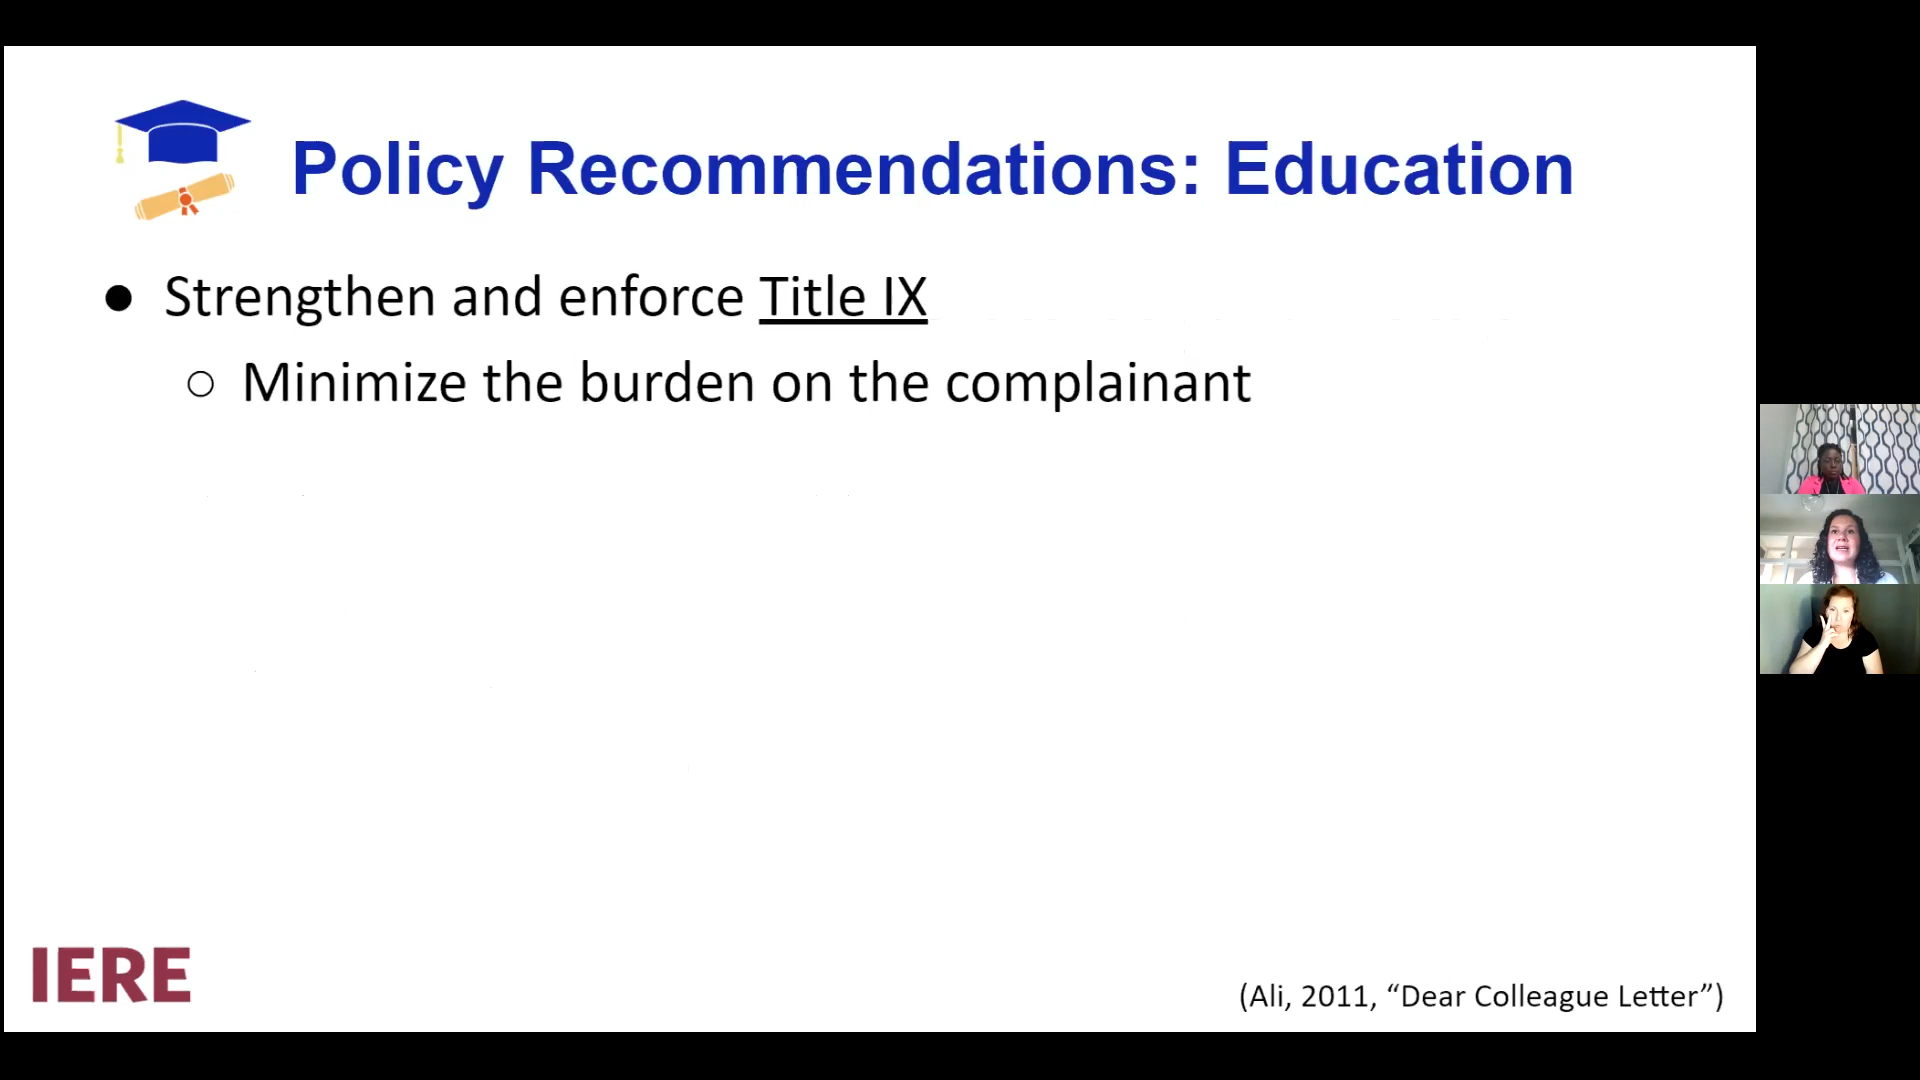 Policy Recommendations: Education
● Strengthen and enforce Title IX
○ Minimize the burden on the complainant
IERE
(Ali, 2011, “Dear Colleague Letter”)